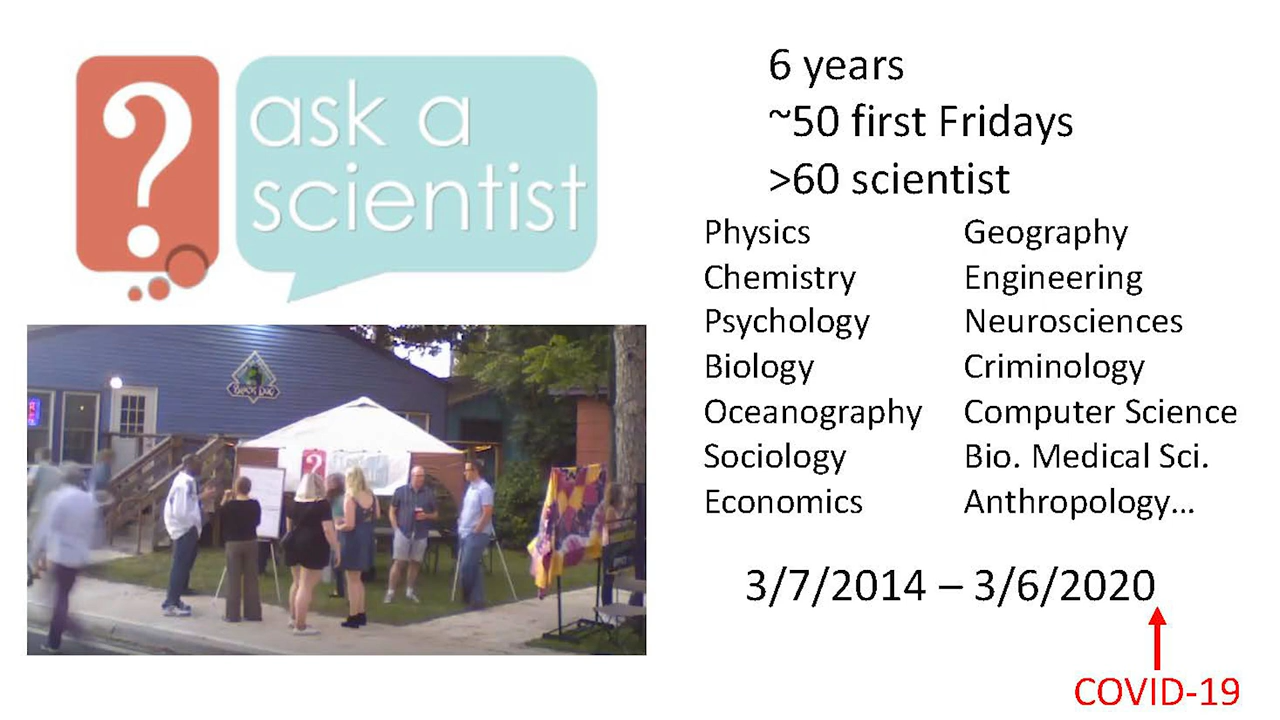 ?
ask a
scientist
6 years
~50 first Fridays
>60 scientist
Physics
Chemistry
Psychology
Biology
Oceanography
Sociology
Economics
Geography
Engineering
Neurosciences
Criminology
Computer Science
Bio. Medical Sci.
Anthropology...
3/7/2014 – 3/6/2020
COVID-19
?